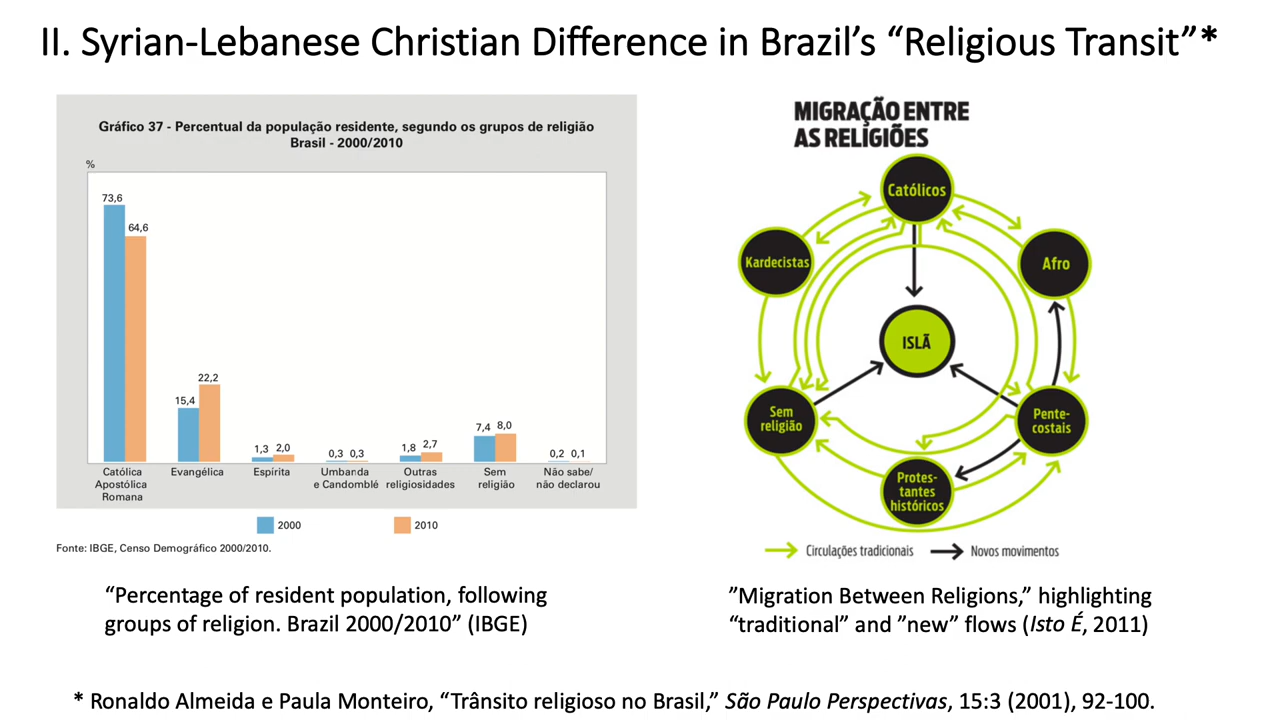 II. Syrian-Lebanese Christian Difference in Brazil’s “Religious Transit”*
Gráfico 37 - Percentual da população residente, segundo os grupos de religião
Brasil - 2000/2010
%
73,6
64,6
15,4
22,2
1,3
2,0
0,3
0,3
1,8
2,7
7,4
8,0
0,2
0,1
Católica
Apostólica
Romana
Evangélica
Espírita
Umbanda
e Candomblé
Outras
religiosidades
Sem
religião
Não sabe/
não declarou
2000
2010
Fonte: IBGE, Censo Demográfico 2000/2010.
“Percentage of resident population, following
groups of religion. Brazil 2000/2010” (IBGE)
MIGRAÇÃO ENTRE
AS RELIGIÕES
Católicos
Kardecistas
Afro
ISLÃ
Sem
religião
Pente-
costais
Protes-
tantes
históricos
Circulações tradicionais
Novos movimentos
”Migration Between Religions,” highlighting
“traditional” and ”new” flows (Isto É, 2011)
* Ronaldo Almeida e Paula Monteiro, “Trânsito religioso no Brasil,” São Paulo Perspectivas, 15:3 (2001), 92-100.